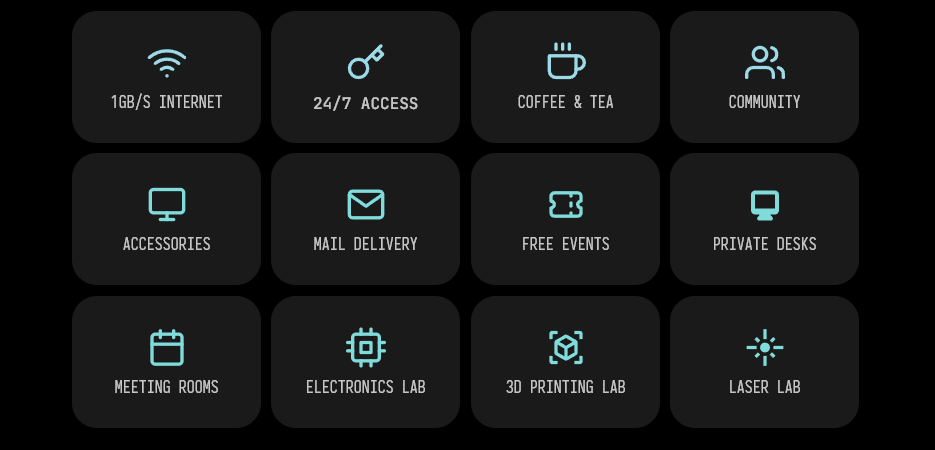 1GB/S INTERNET
24/7 ACCESS
COFFEE & TEA
COMMUNITY
ACCESSORIES
MAIL DELIVERY
FREE EVENTS
PRIVATE DESKS
MEETING ROOMS
ELECTRONICS LAB
3D PRINTING LAB
LASER LAB